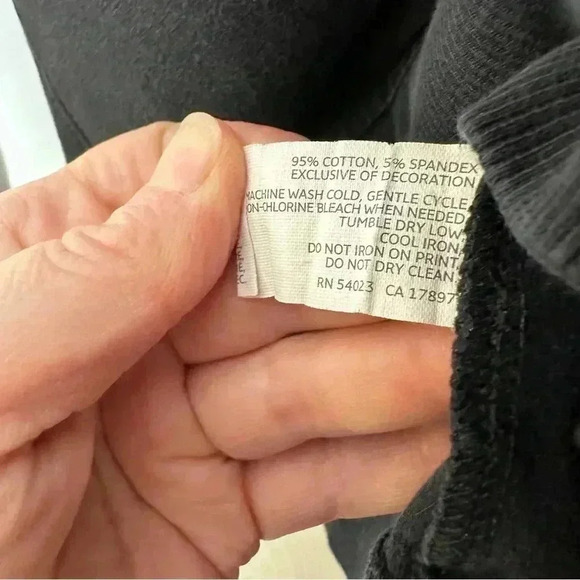 95% COTTON, 5% SPANDEX
EXCLUSIVE OF DECORATION
MACHINE WASH COLD, GENTLE CYCLE
ON-CHLORINE BLEACH WHEN NEEDED
TUMBLE DRY LOW
COOL IRON
DO NOT IRON ON PRINT
DO NOT DRY CLEAN
RN 54023 CA 17897